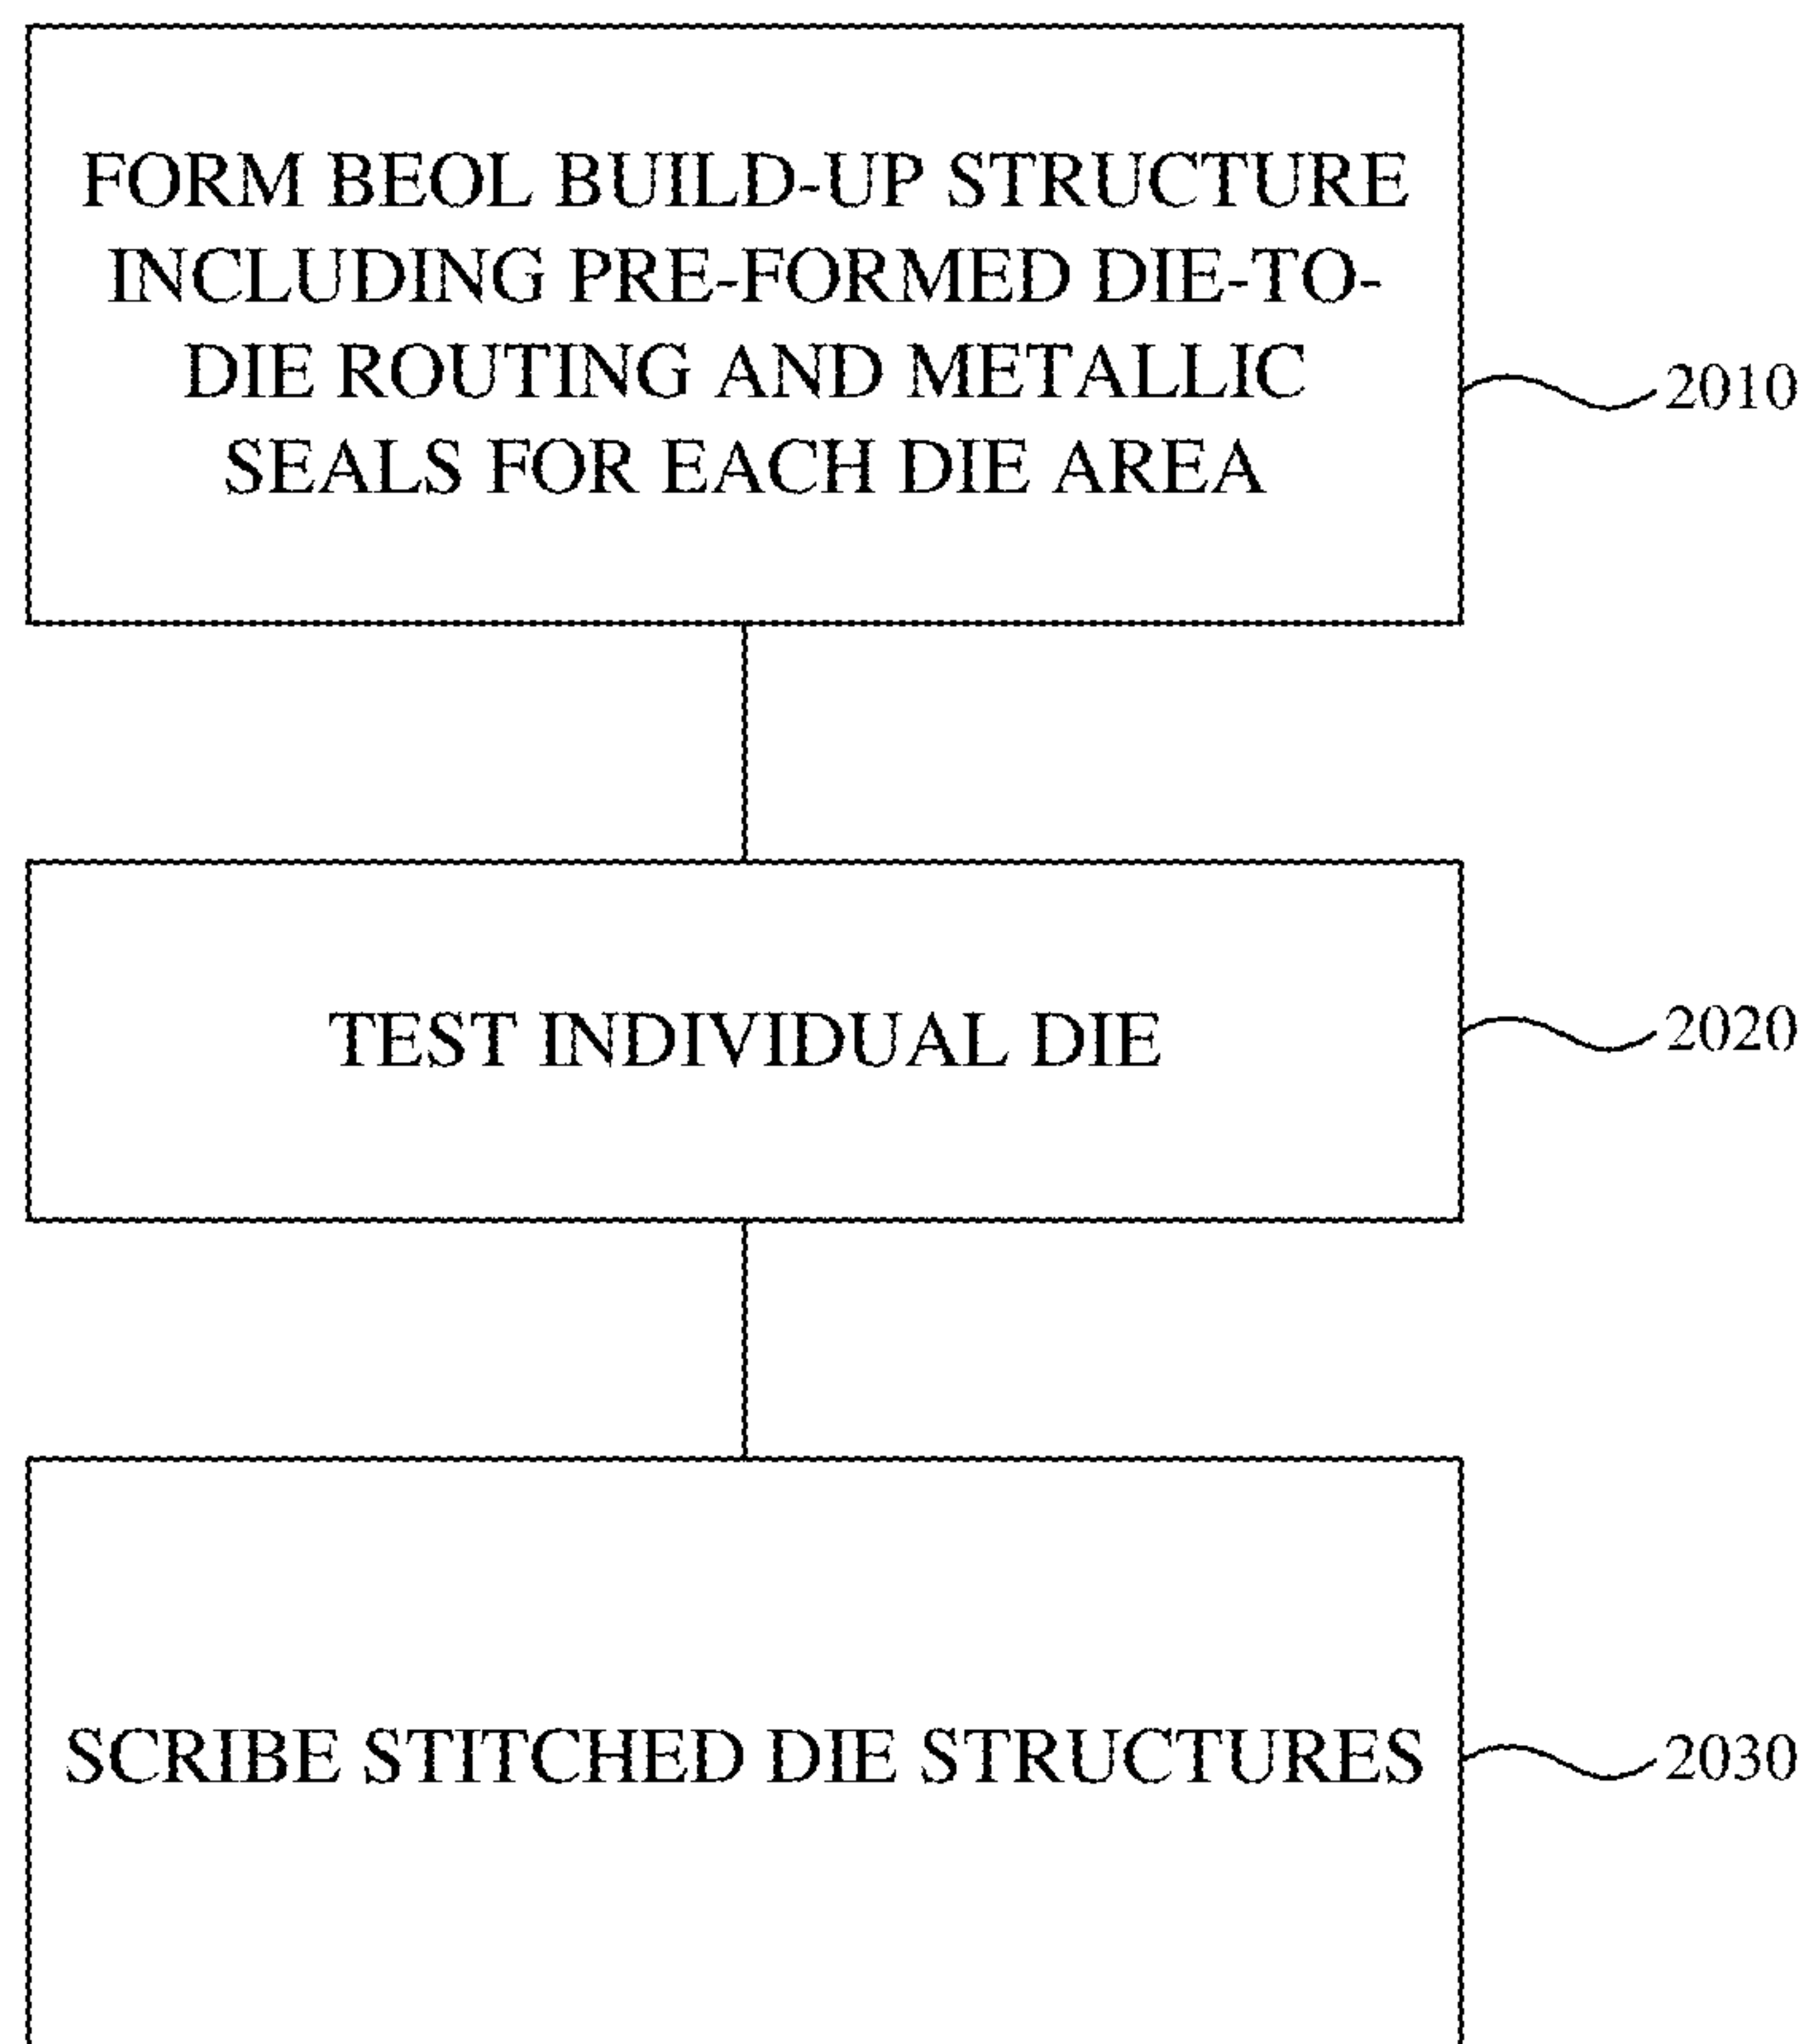 FORM BEOL BUILD-UP STRUCTURE
INCLUDING PRE-FORMED DIE-TO-
DIE ROUTING AND METALLIC
SEALS FOR EACH DIE AREA
2010
TEST INDIVIDUAL DIE
2020
SCRIBE STITCHED DIE STRUCTURES
2030